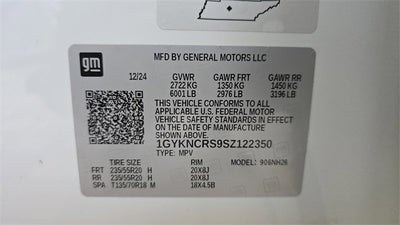 gm
MFD BY GENERAL MOTORS LLC
12/24 GVWR GAWR FRT GAWR RR
2722 KG 1350 KG 1450 KG
6001 LB 2976 LB 3196 LB
THIS VEHICLE CONFORMS TO ALL
APPLICABLE U.S. FEDERAL MOTOR
VEHICLE SAFETY STANDARDS IN EFFECT
ON THE DATE OF MANUFACTURE
SHOWN ABOVE.
1GYKNCRS9SZ122350
TYPE: MPV
TIRE SIZE RIM MODEL: 906NH26
FRT 235/55R20 H 20X8J
RR 235/55R20 H 20X8J
SPA T135/70R18 M 18X4.5B